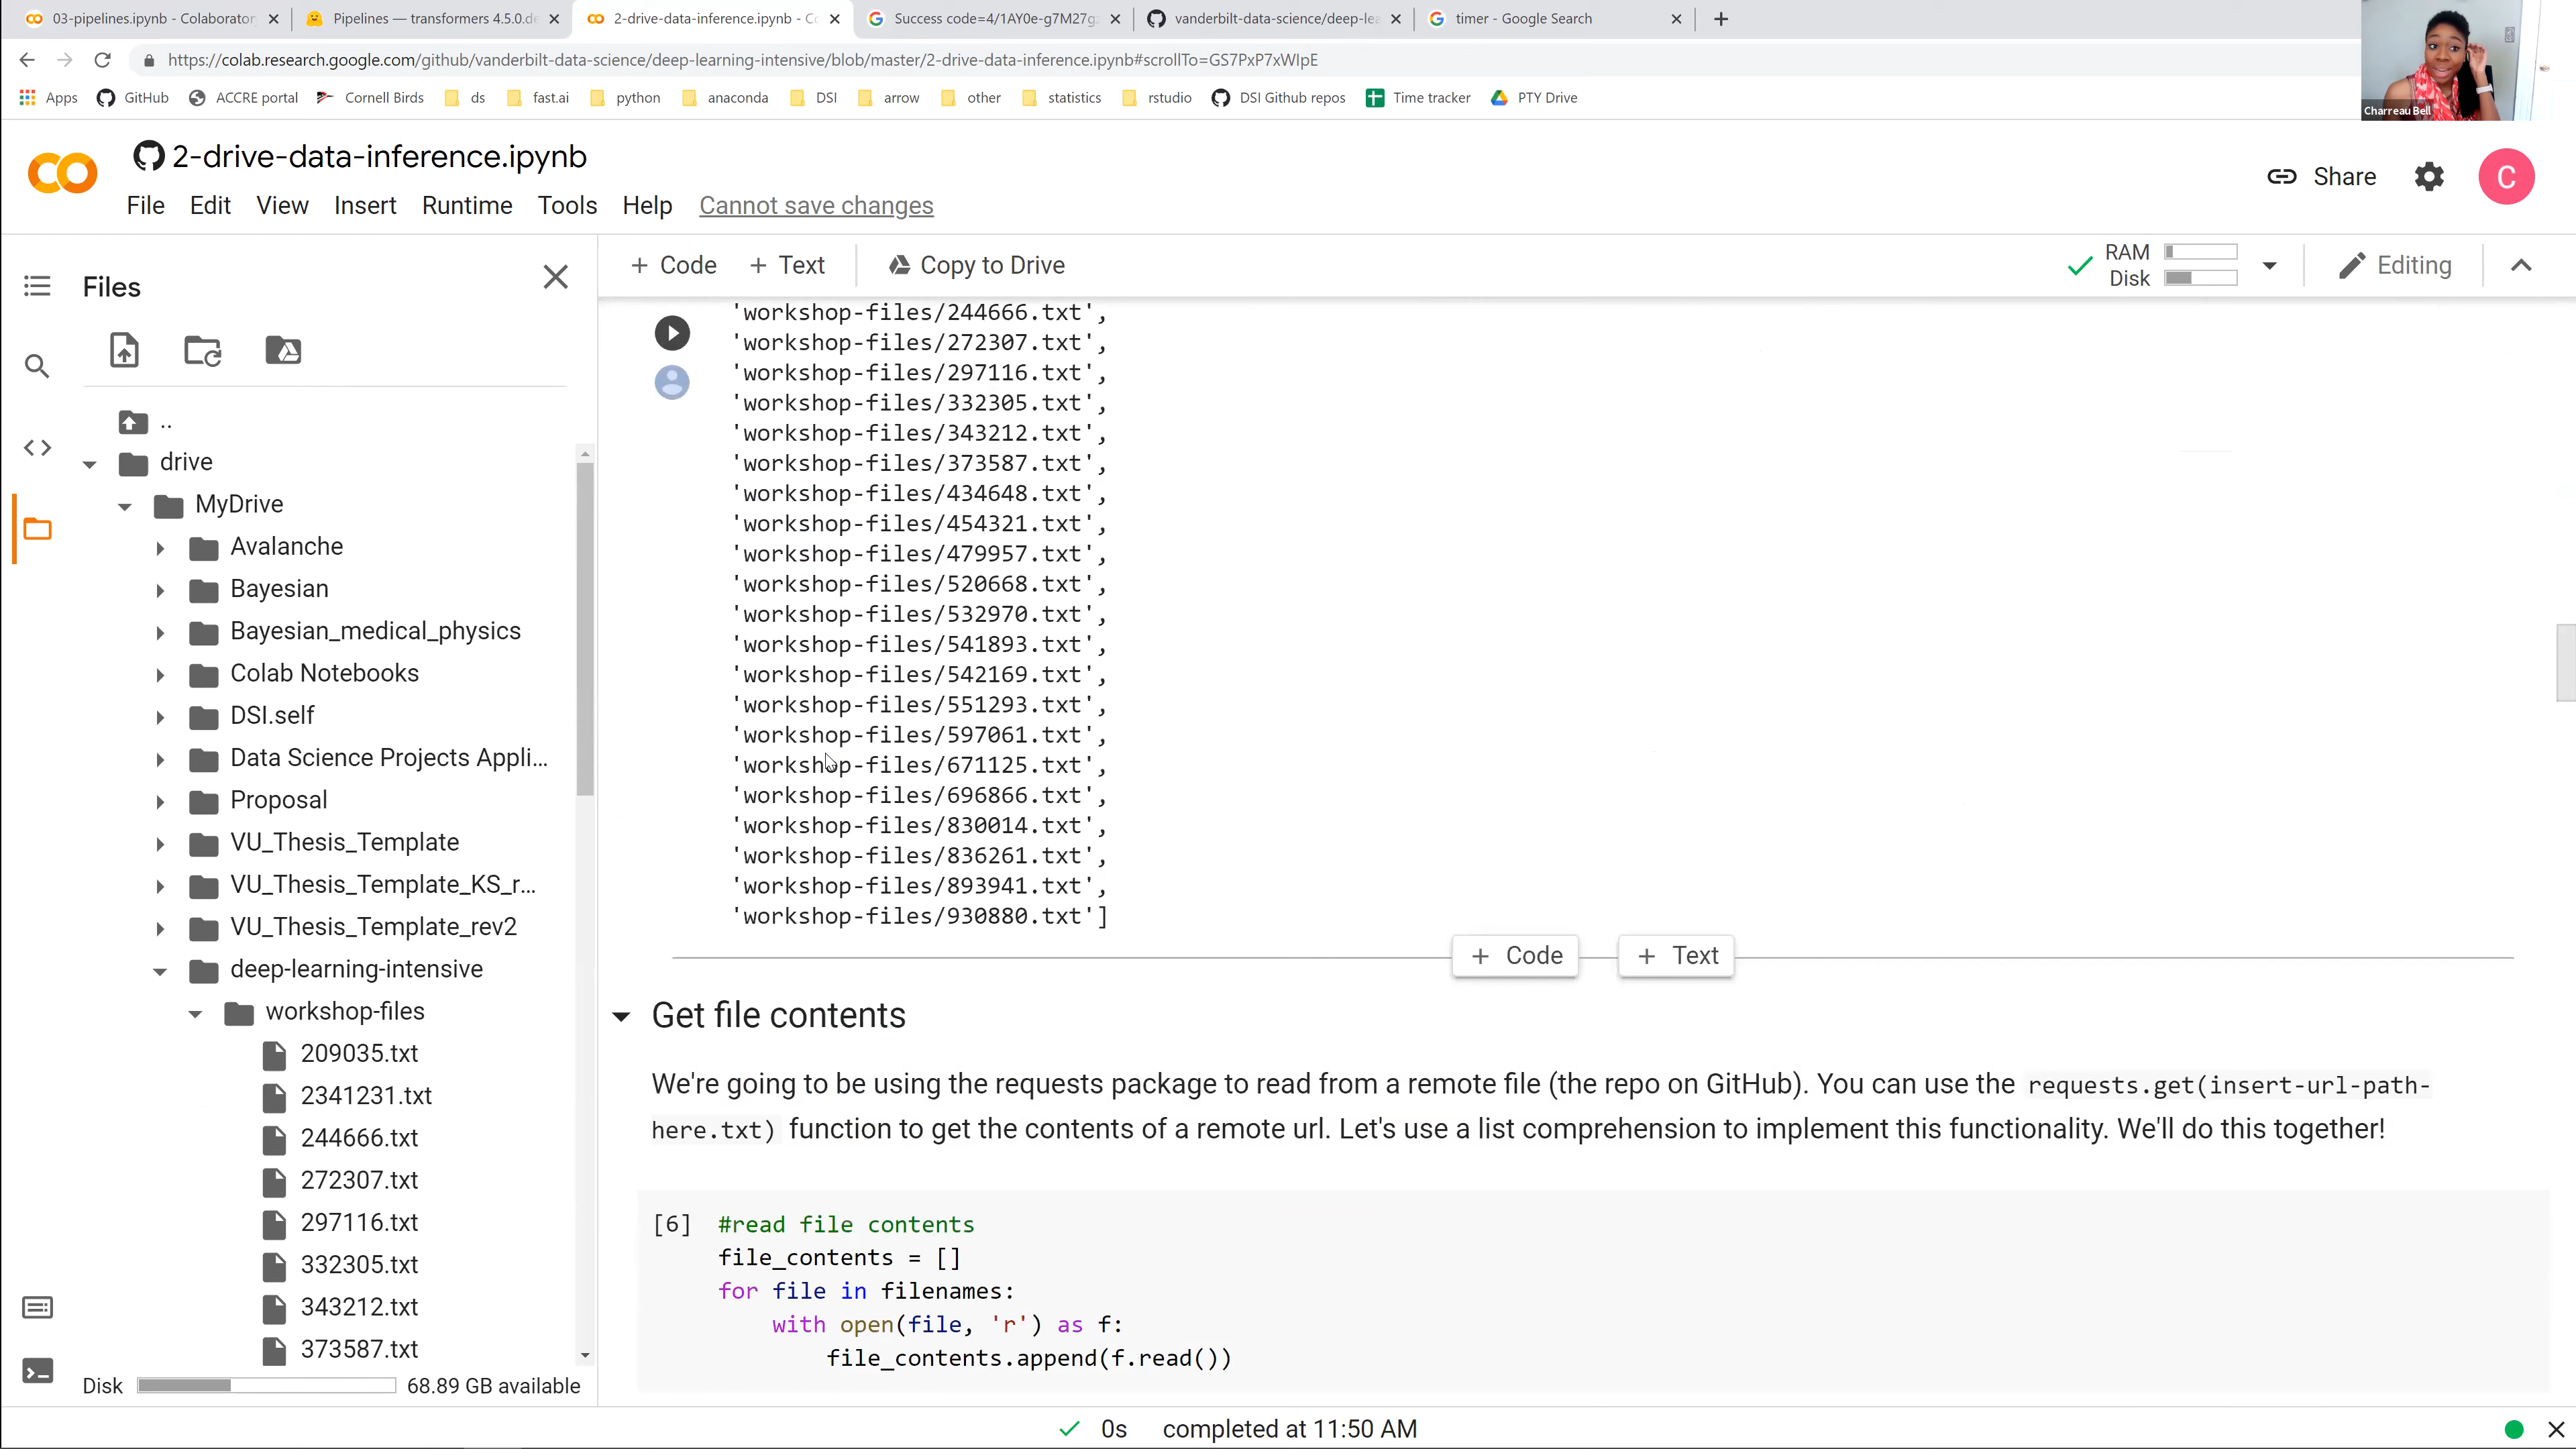 03-pipelines.ipynb - Colaborator
Pipelines — transformers 4.5.0.de
2-drive-data-inference.ipynb - Co
Success code=4/1AY0e-g7M27g
vanderbilt-data-science/deep-lea
timer - Google Search
https://colab.research.google.com/github/vanderbilt-data-science/deep-learning-intensive/blob/master/2-drive-data-inference.ipynb#scrollTo=GS7PxP7xWIpE
Apps GitHub ACCRE portal Cornell Birds ds fast.ai python anaconda DSI arrow other statistics rstudio DSI Github repos Time tracker PTY Drive
Charreau Bell
2-drive-data-inference.ipynb
File Edit View Insert Runtime Tools Help Cannot save changes
Share
C
Files
..
drive
MyDrive
Avalanche
Bayesian
Bayesian_medical_physics
Colab Notebooks
DSI.self
Data Science Projects Appli...
Proposal
VU_Thesis_Template
VU_Thesis_Template_KS_r...
VU_Thesis_Template_rev2
deep-learning-intensive
workshop-files
209035.txt
2341231.txt
244666.txt
272307.txt
297116.txt
332305.txt
343212.txt
373587.txt
Disk 68.89 GB available
+ Code + Text Copy to Drive
RAM
Disk
Editing
'workshop-files/244666.txt',
'workshop-files/272307.txt',
'workshop-files/297116.txt',
'workshop-files/332305.txt',
'workshop-files/343212.txt',
'workshop-files/373587.txt',
'workshop-files/434648.txt',
'workshop-files/454321.txt',
'workshop-files/479957.txt',
'workshop-files/520668.txt',
'workshop-files/532970.txt',
'workshop-files/541893.txt',
'workshop-files/542169.txt',
'workshop-files/551293.txt',
'workshop-files/597061.txt',
'workshop-files/671125.txt',
'workshop-files/696866.txt',
'workshop-files/830014.txt',
'workshop-files/836261.txt',
'workshop-files/893941.txt',
'workshop-files/930880.txt']
+ Code + Text
Get file contents
We're going to be using the requests package to read from a remote file (the repo on GitHub). You can use the requests.get(insert-url-path-
here.txt) function to get the contents of a remote url. Let's use a list comprehension to implement this functionality. We'll do this together!
[6] #read file contents
file_contents = []
for file in filenames:
with open(file, 'r') as f:
file_contents.append(f.read())
0s completed at 11:50 AM